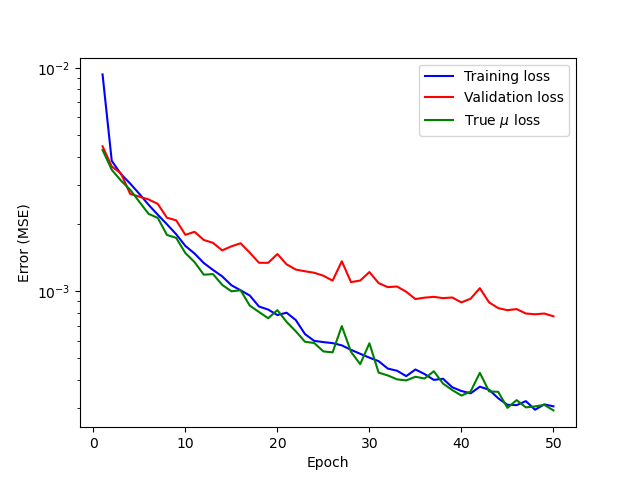 10⁻²
10⁻³
Error (MSE)
Training loss
Validation loss
True μ loss
0 10 20 30 40 50
Epoch